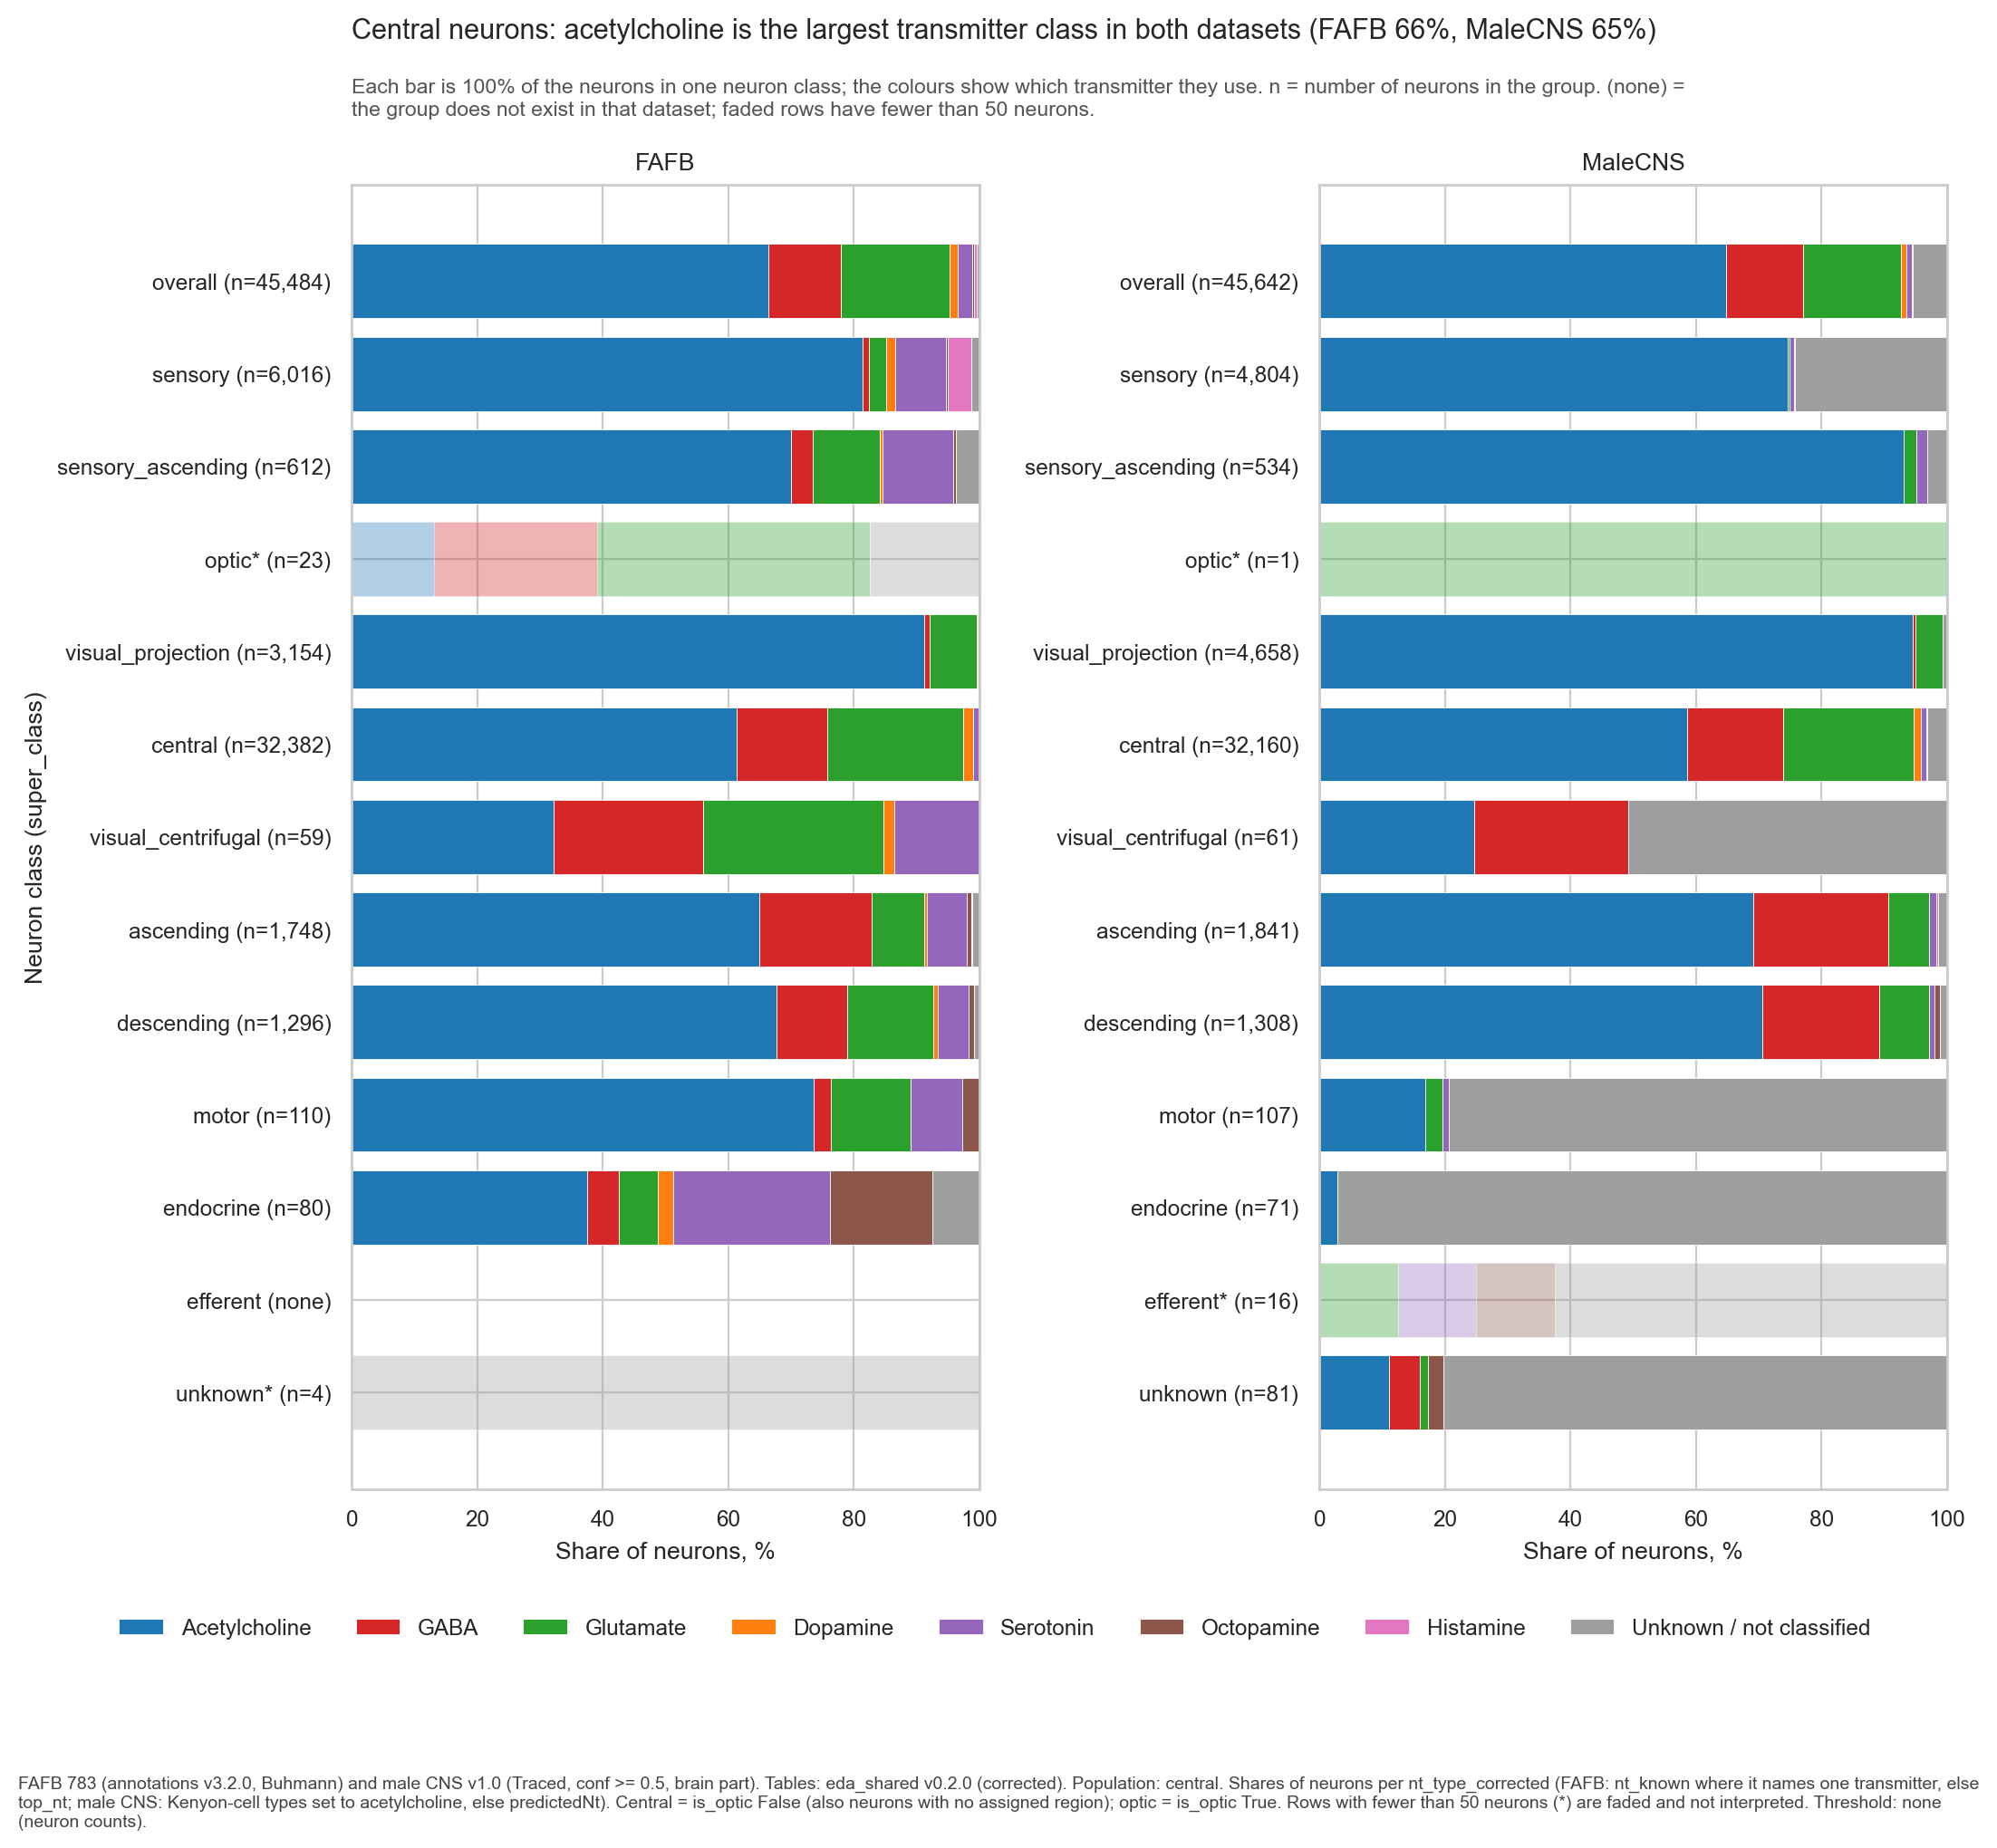 Central neurons: acetylcholine is the largest transmitter class in both datasets (FAFB 66%, MaleCNS 65%)
Each bar is 100% of the neurons in one neuron class; the colours show which transmitter they use. n = number of neurons in the group. (none) =
the group does not exist in that dataset; faded rows have fewer than 50 neurons.
FAFB
Neuron class (super_class)
overall (n=45,484)
sensory (n=6,016)
sensory_ascending (n=612)
optic* (n=23)
visual_projection (n=3,154)
central (n=32,382)
visual_centrifugal (n=59)
ascending (n=1,748)
descending (n=1,296)
motor (n=110)
endocrine (n=80)
efferent (none)
unknown* (n=4)
0 20 40 60 80 100
Share of neurons, %
MaleCNS
overall (n=45,642)
sensory (n=4,804)
sensory_ascending (n=534)
optic* (n=1)
visual_projection (n=4,658)
central (n=32,160)
visual_centrifugal (n=61)
ascending (n=1,841)
descending (n=1,308)
motor (n=107)
endocrine (n=71)
efferent* (n=16)
unknown (n=81)
0 20 40 60 80 100
Share of neurons, %
Acetylcholine GABA Glutamate Dopamine Serotonin Octopamine Histamine Unknown / not classified
FAFB 783 (annotations v3.2.0, Buhmann) and male CNS v1.0 (Traced, conf >= 0.5, brain part). Tables: eda_shared v0.2.0 (corrected). Population: central. Shares of neurons per nt_type_corrected (FAFB: nt_known where it names one transmitter, else
top_nt; male CNS: Kenyon-cell types set to acetylcholine, else predictedNt). Central = is_optic False (also neurons with no assigned region); optic = is_optic True. Rows with fewer than 50 neurons (*) are faded and not interpreted. Threshold: none
(neuron counts).